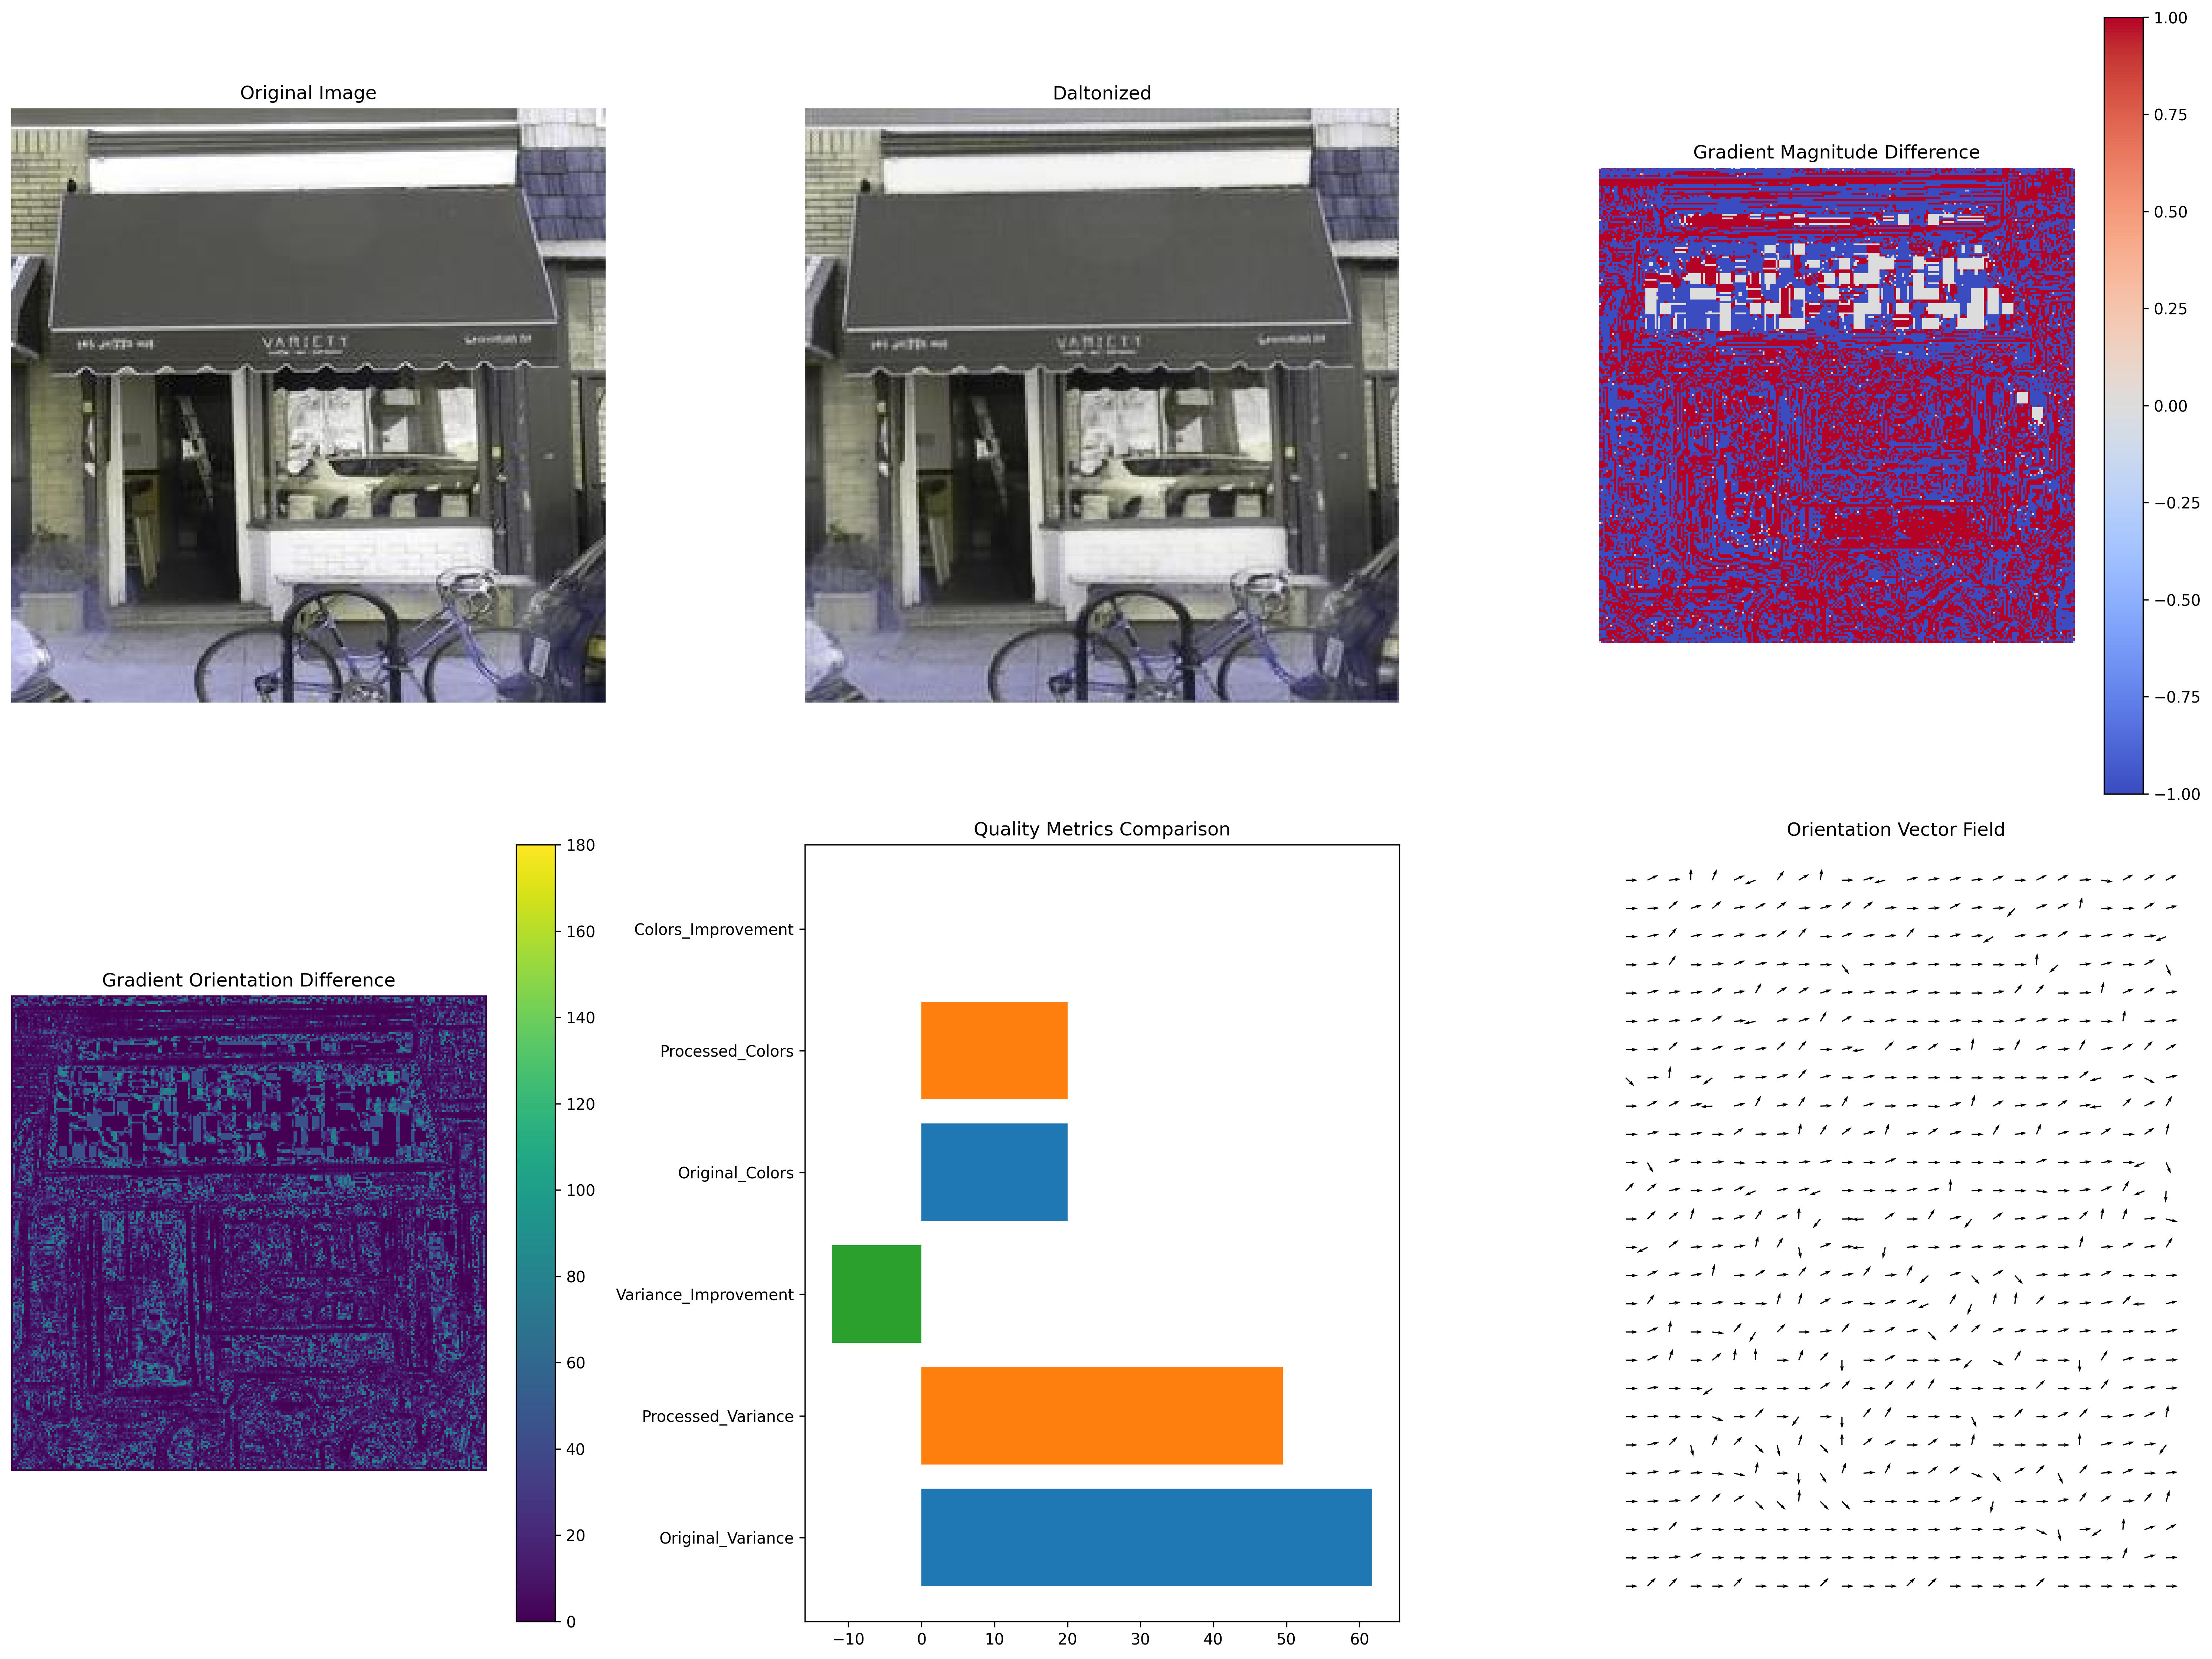 Original Image
Daltonized
Gradient Magnitude Difference
1.00
0.75
0.50
0.25
0.00
−0.25
−0.50
−0.75
−1.00
VARIETY
VARIETY
Gradient Orientation Difference
180
160
140
120
100
80
60
40
20
0
Quality Metrics Comparison
Colors_Improvement
Processed_Colors
Original_Colors
Variance_Improvement
Processed_Variance
Original_Variance
−10 0 10 20 30 40 50 60
Orientation Vector Field